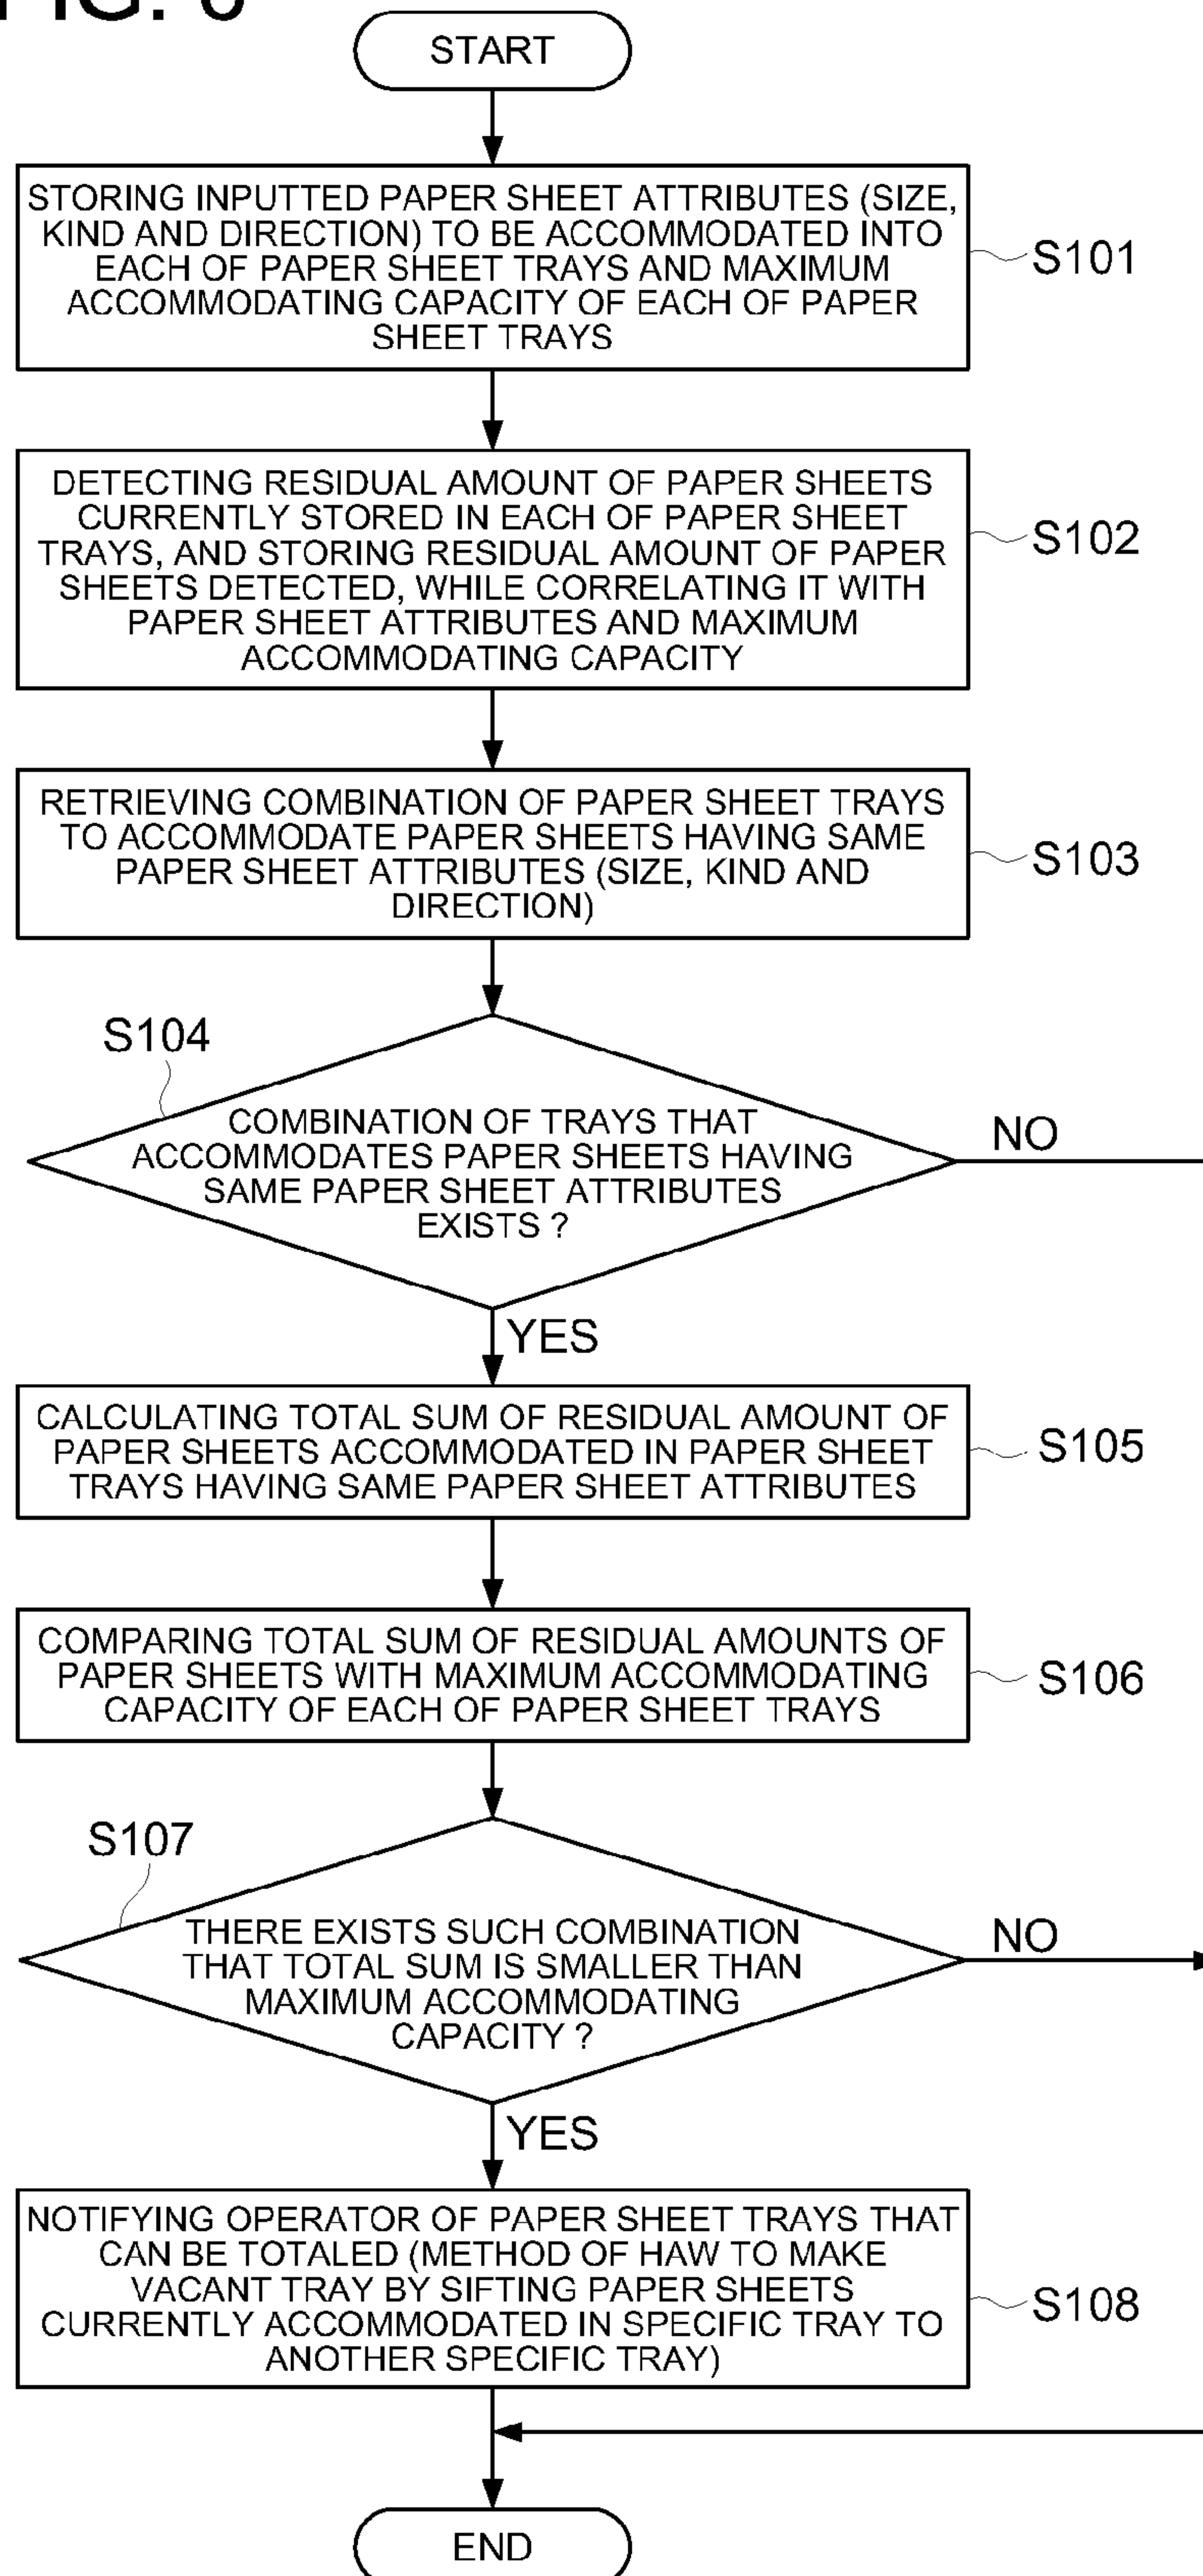 FIG. 6
START
STORING INPUTTED PAPER SHEET ATTRIBUTES (SIZE,
KIND AND DIRECTION) TO BE ACCOMMODATED INTO
EACH OF PAPER SHEET TRAYS AND MAXIMUM
ACCOMMODATING CAPACITY OF EACH OF PAPER
SHEET TRAYS
S101
DETECTING RESIDUAL AMOUNT OF PAPER SHEETS
CURRENTLY STORED IN EACH OF PAPER SHEET
TRAYS, AND STORING RESIDUAL AMOUNT OF PAPER
SHEETS DETECTED, WHILE CORRELATING IT WITH
PAPER SHEET ATTRIBUTES AND MAXIMUM
ACCOMMODATING CAPACITY
S102
RETRIEVING COMBINATION OF PAPER SHEET TRAYS
TO ACCOMMODATE PAPER SHEETS HAVING SAME
PAPER SHEET ATTRIBUTES (SIZE, KIND AND
DIRECTION)
S103
S104
COMBINATION OF TRAYS THAT
ACCOMMODATES PAPER SHEETS HAVING
SAME PAPER SHEET ATTRIBUTES
EXISTS ?
NO
YES
CALCULATING TOTAL SUM OF RESIDUAL AMOUNT OF
PAPER SHEETS ACCOMMODATED IN PAPER SHEET
TRAYS HAVING SAME PAPER SHEET ATTRIBUTES
S105
COMPARING TOTAL SUM OF RESIDUAL AMOUNTS OF
PAPER SHEETS WITH MAXIMUM ACCOMMODATING
CAPACITY OF EACH OF PAPER SHEET TRAYS
S106
S107
THERE EXISTS SUCH COMBINATION
THAT TOTAL SUM IS SMALLER THAN
MAXIMUM ACCOMMODATING
CAPACITY ?
NO
YES
NOTIFYING OPERATOR OF PAPER SHEET TRAYS THAT
CAN BE TOTALED (METHOD OF HAW TO MAKE
VACANT TRAY BY SIFTING PAPER SHEETS
CURRENTLY ACCOMMODATED IN SPECIFIC TRAY TO
ANOTHER SPECIFIC TRAY)
S108
END